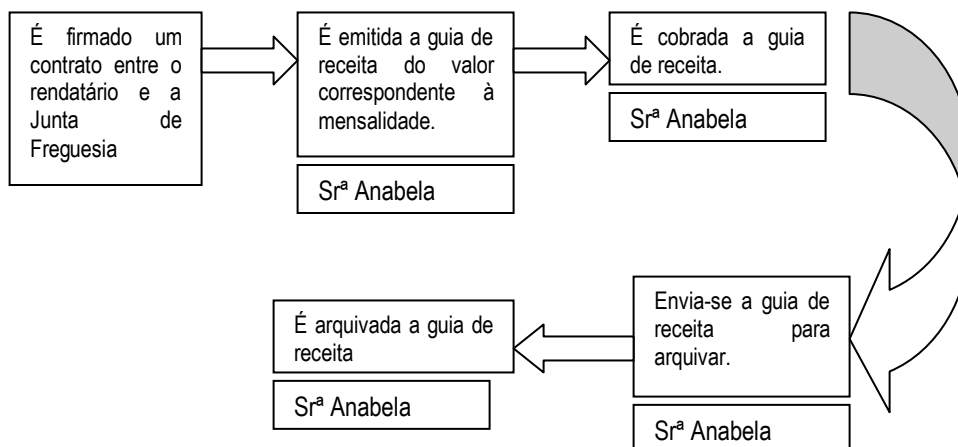 É firmado um
contrato entre o
rendatário e a
Junta de
Freguesia
É emitida a guia de
receita do valor
correspondente à
mensalidade.
Srª Anabela
É cobrada a guia
de receita.
Srª Anabela
Envia-se a guia de
receita para
arquivar.
Srª Anabela
É arquivada a guia de
receita
Srª Anabela